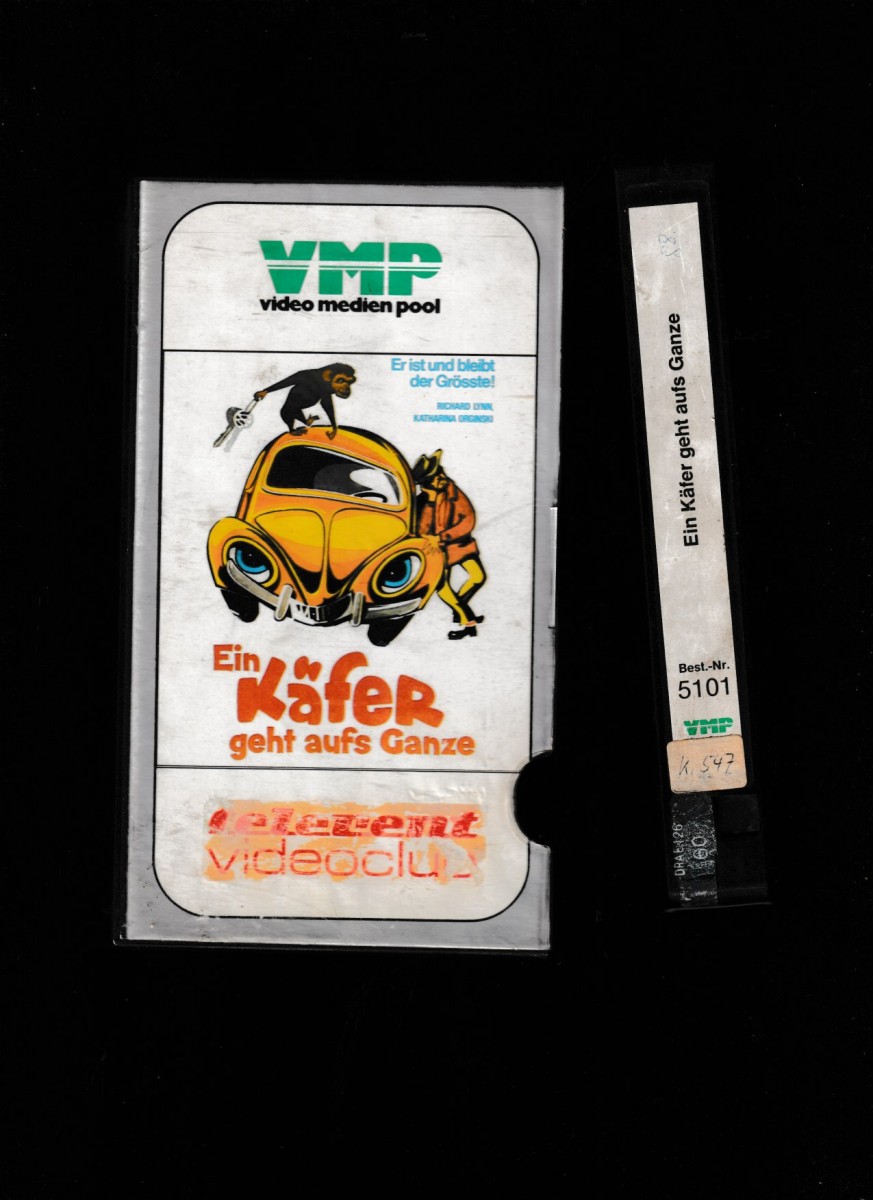 VMP
video medien pool
Er ist und bleibt
der Grösste!
RICHARD LYNN,
KATHARINA ORGINSKI
Ein
Käfer
geht aufs Ganze
telerent
videoclub
Ein Käfer geht aufs Ganze
Best.-Nr.
5101
VMP
K. 547